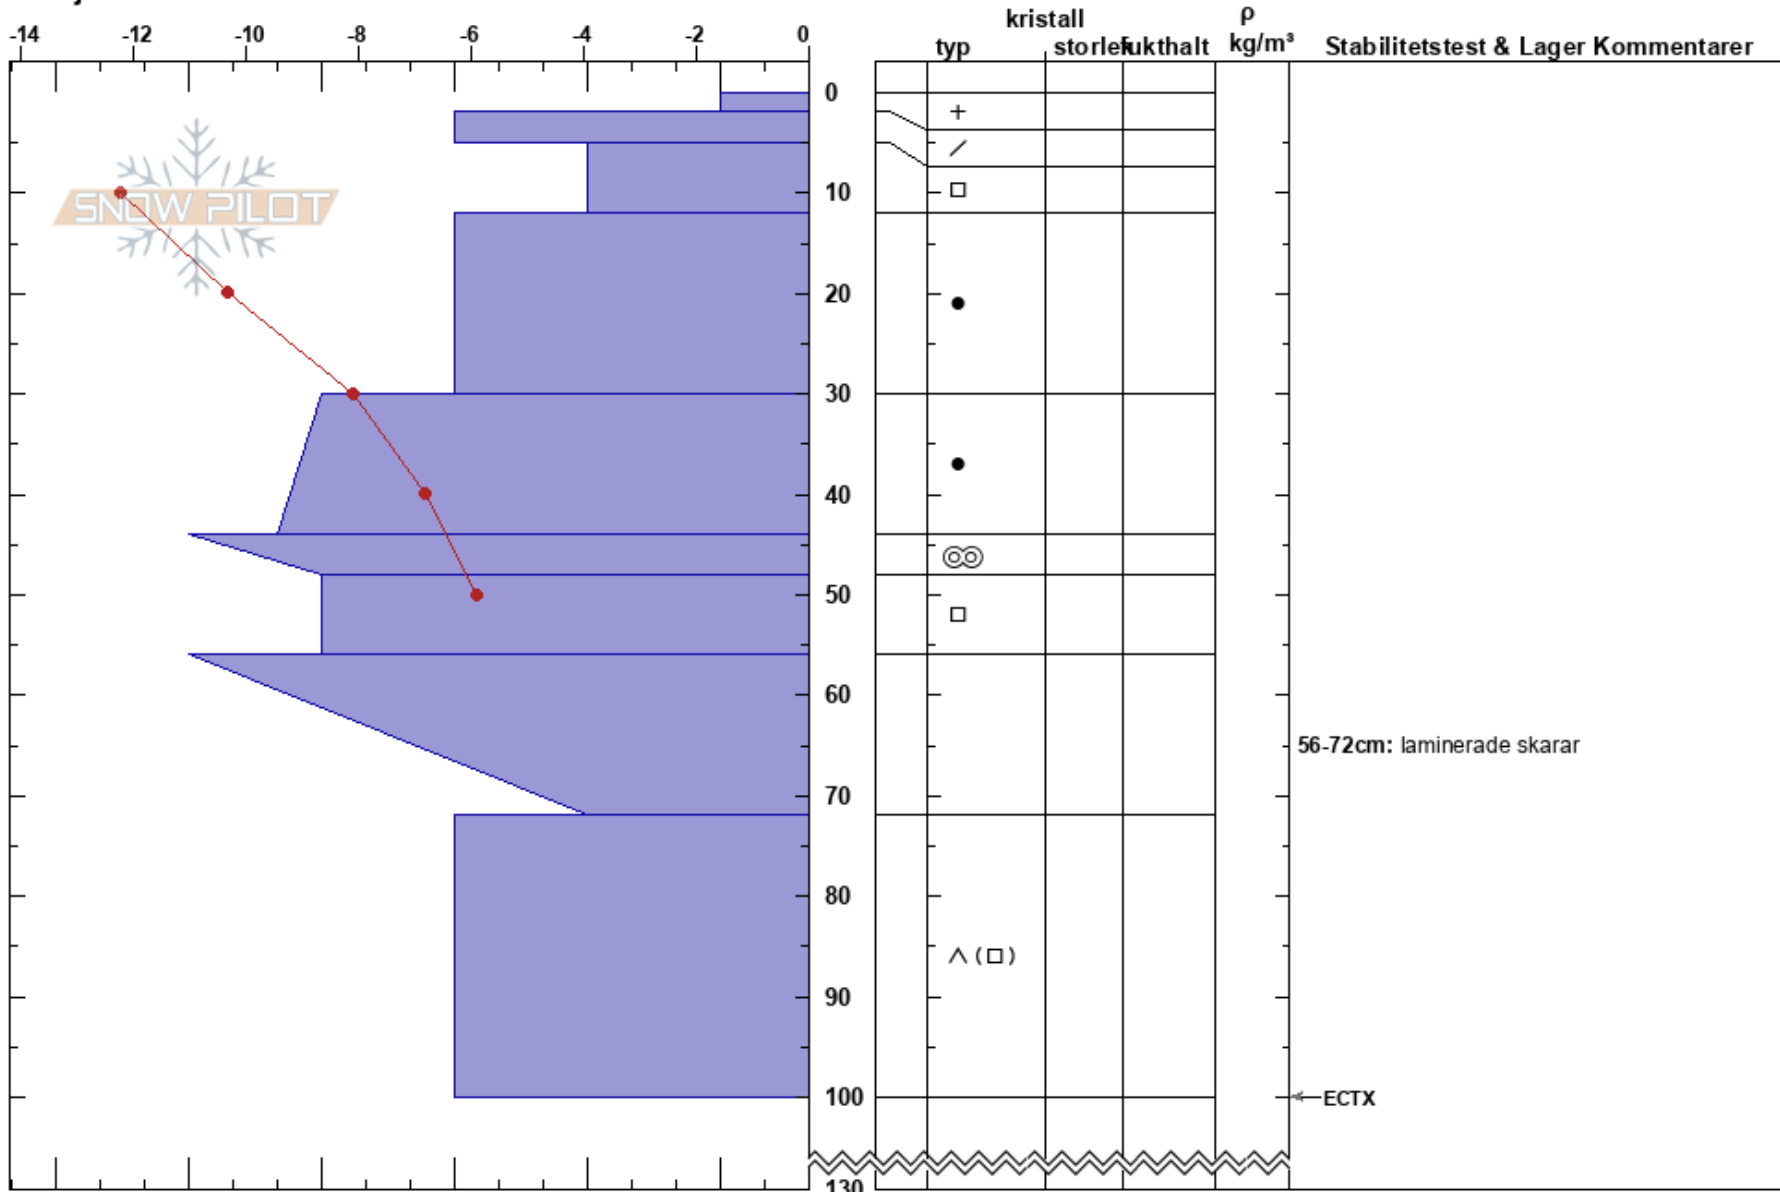 kristall
ρ
-14 -12 -10 -8 -6 -4 -2 0
typ storlek fukthalt kg/m³ Stabilitetstest & Lager Kommentarer
0
+
10
SNOW PILOT
20
30
40
50
60
56-72cm: laminerade skarar
70
80
90
100
ECTX
130